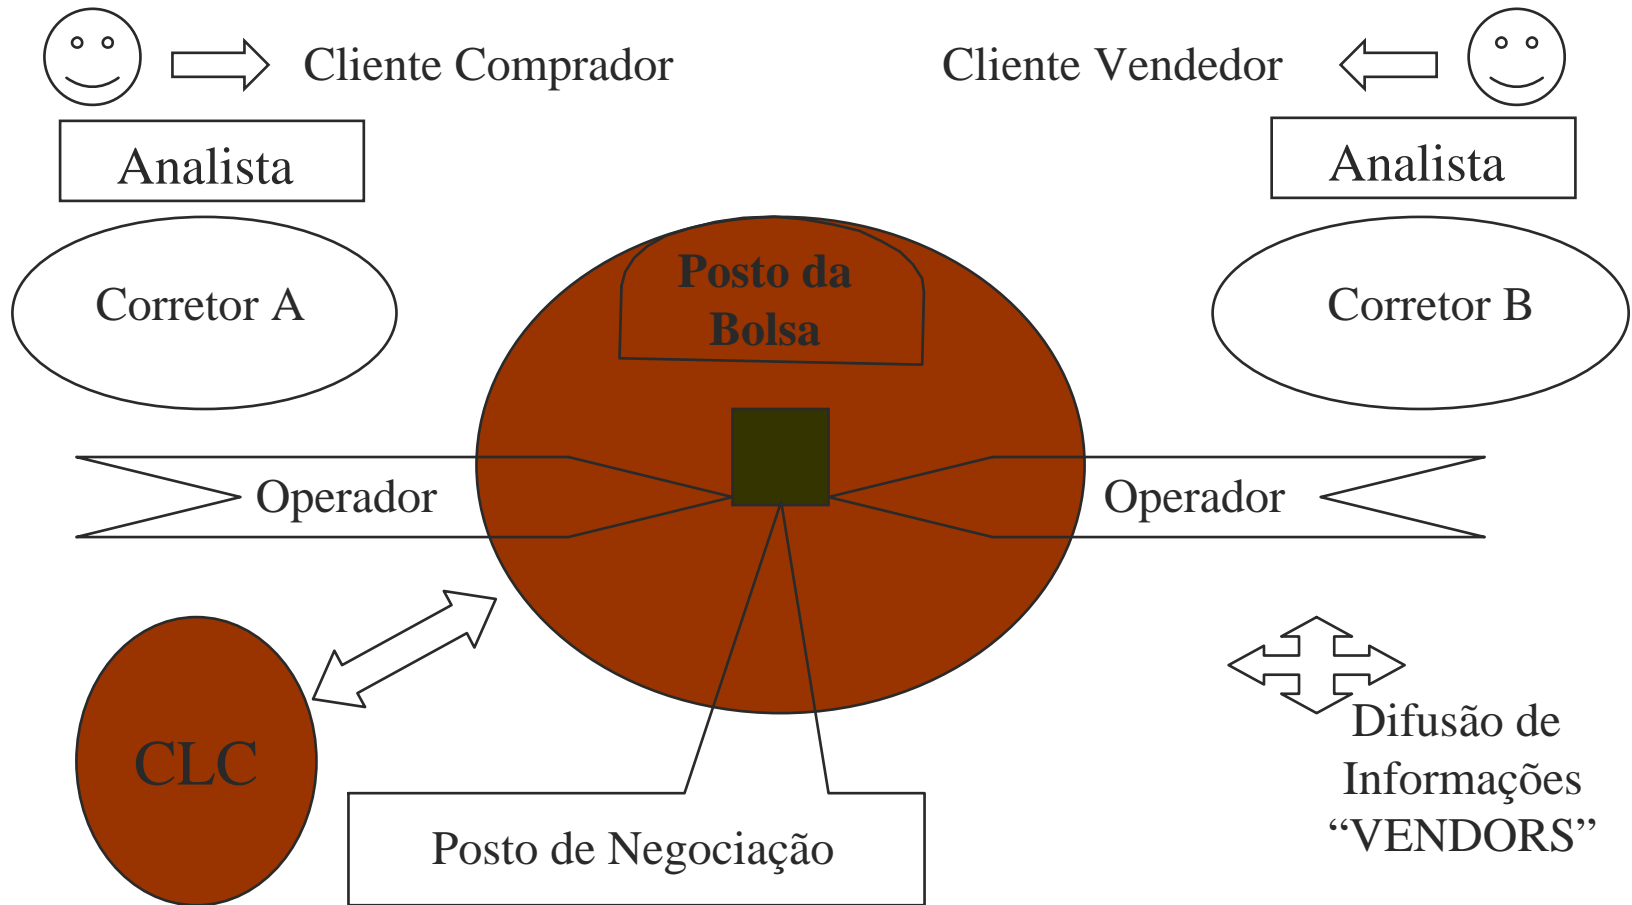 Cliente Comprador
Cliente Vendedor
Analista
Analista
Posto da
Bolsa
Corretor A
Corretor B
Operador
Operador
CLC
Difusão de
Informações
“VENDORS”
Posto de Negociação